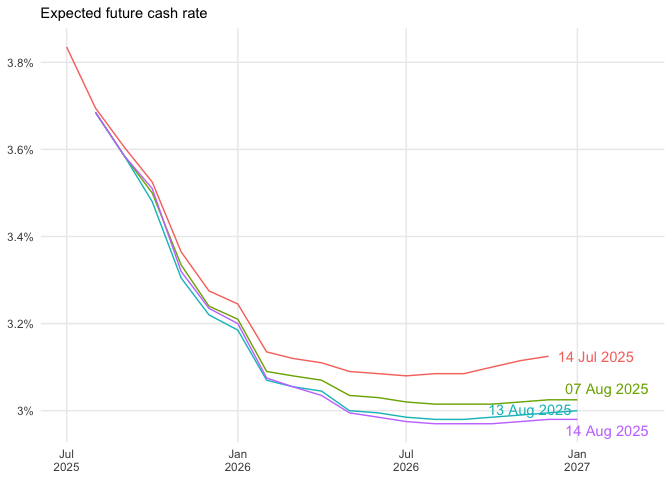 Expected future cash rate
3.8%
3.6%
3.4%
3.2%
3%
14 Jul 2025
07 Aug 2025
13 Aug 2025
14 Aug 2025
Jul
2025
Jan
2026
Jul
2026
Jan
2027